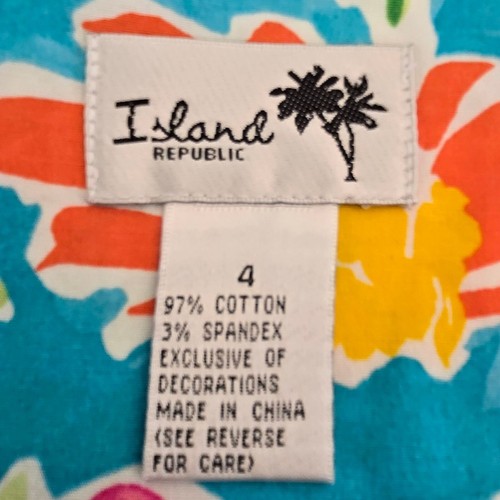 Island
REPUBLIC
4
97% COTTON
3% SPANDEX
EXCLUSIVE OF
DECORATIONS
MADE IN CHINA
(SEE REVERSE
FOR CARE)